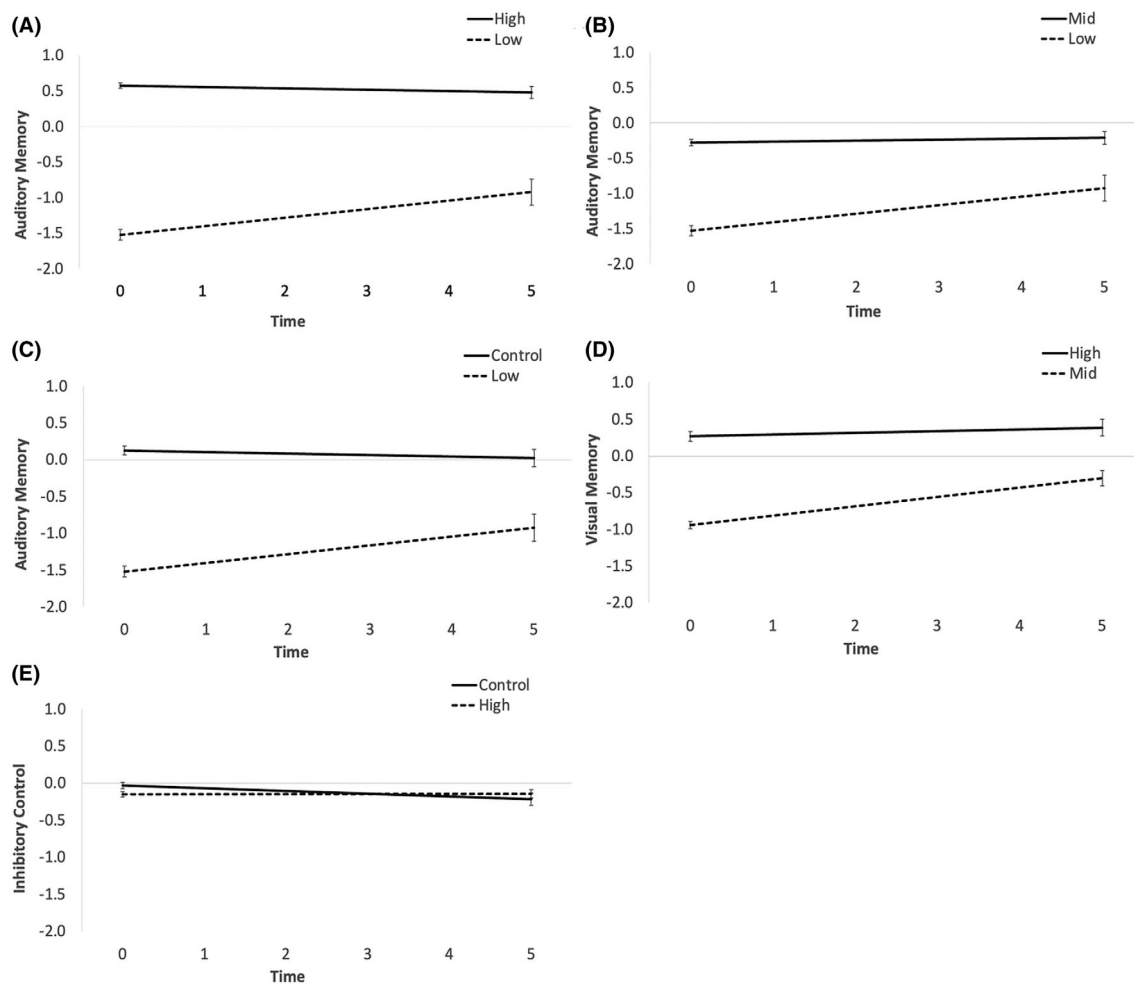 (A)
High
Low
1.0
0.5
0.0
-0.5
-1.0
-1.5
-2.0
Auditory Memory
0 1 2 3 4 5
Time
(B)
Mid
Low
1.0
0.5
0.0
-0.5
-1.0
-1.5
-2.0
Auditory Memory
0 1 2 3 4 5
Time
(C)
Control
Low
1.0
0.5
0.0
-0.5
-1.0
-1.5
-2.0
Auditory Memory
0 1 2 3 4 5
Time
(D)
High
Mid
1.0
0.5
0.0
-0.5
-1.0
-1.5
-2.0
Visual Memory
0 1 2 3 4 5
Time
(E)
Control
High
1.0
0.5
0.0
-0.5
-1.0
-1.5
-2.0
Inhibitory Control
0 1 2 3 4 5
Time